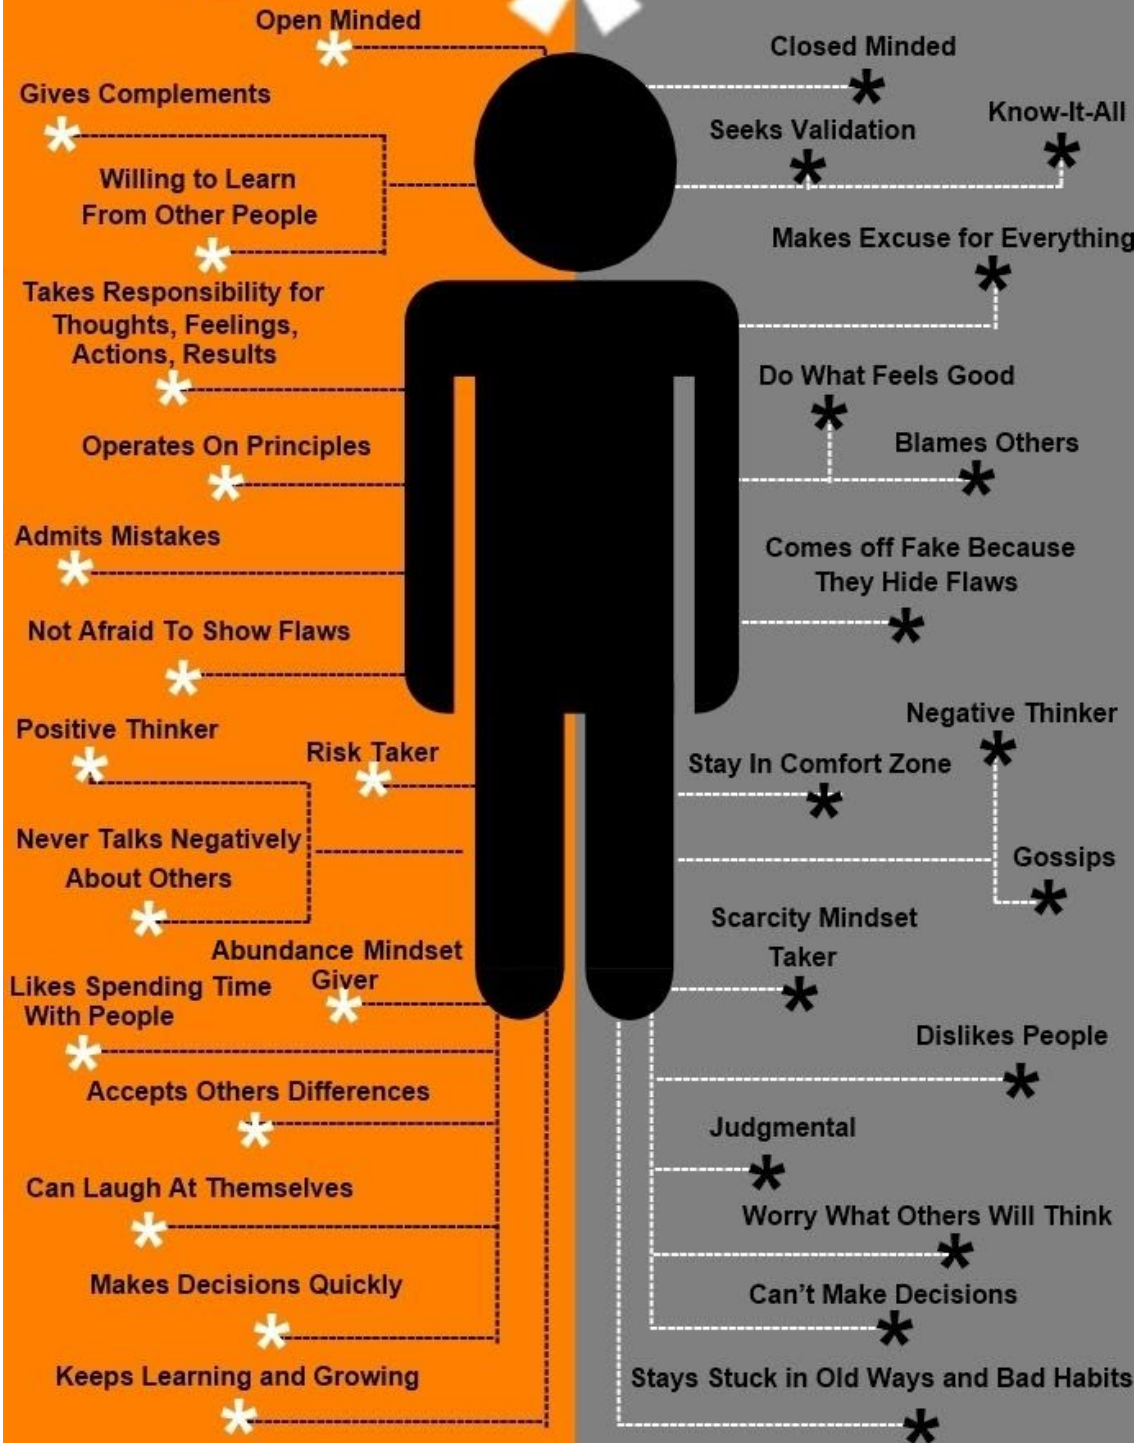 Open Minded
Gives Complements
Willing to Learn
From Other People
Takes Responsibility for
Thoughts, Feelings,
Actions, Results
Operates On Principles
Admits Mistakes
Not Afraid To Show Flaws
Positive Thinker
Risk Taker
Never Talks Negatively
About Others
Abundance Mindset
Giver
Likes Spending Time
With People
Accepts Others Differences
Can Laugh At Themselves
Makes Decisions Quickly
Keeps Learning and Growing
Closed Minded
Know-It-All
Seeks Validation
Makes Excuse for Everything
Do What Feels Good
Blames Others
Comes off Fake Because
They Hide Flaws
Negative Thinker
Stay In Comfort Zone
Gossips
Scarcity Mindset
Taker
Dislikes People
Judgmental
Worry What Others Will Think
Can't Make Decisions
Stays Stuck in Old Ways and Bad Habits